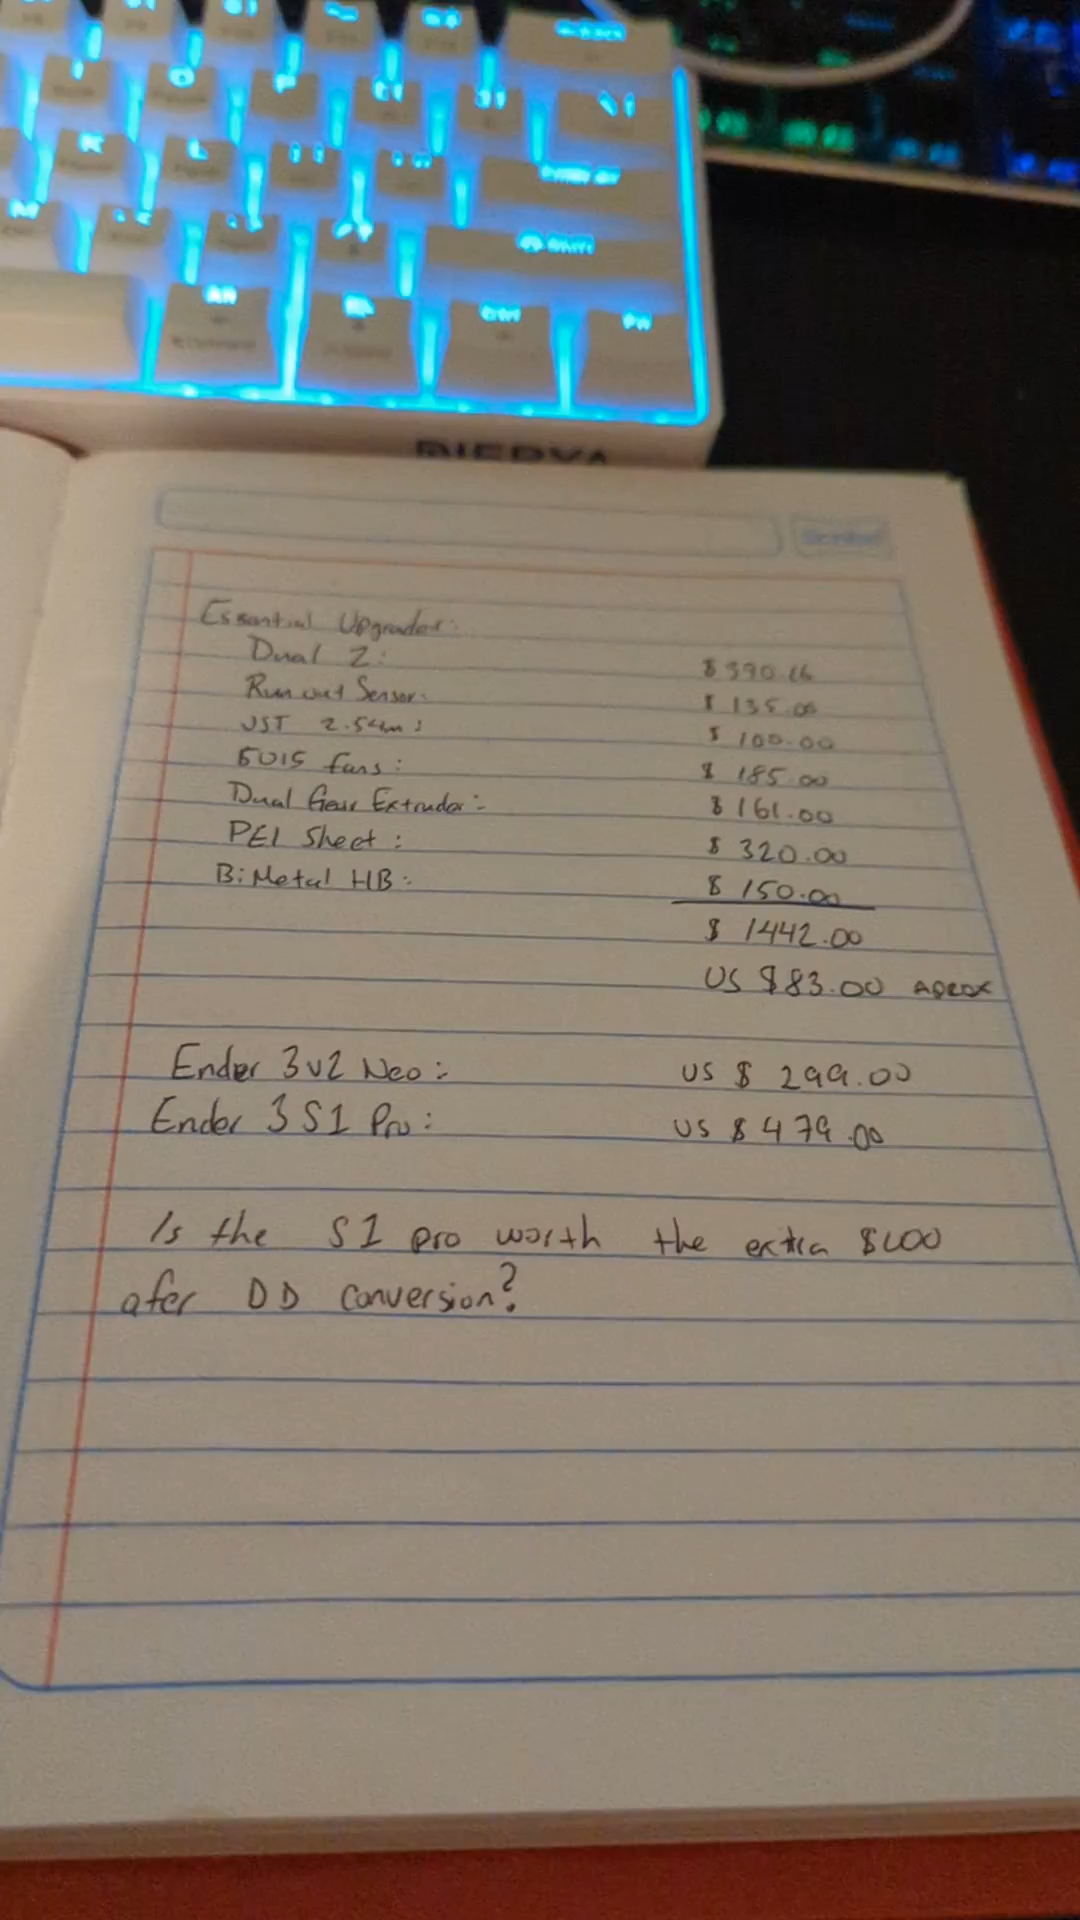 Scribe
Essential Upgrades:
Dual Z: $390.16
Run out Sensor: $135.00
JST 2.54mm: $100.00
5015 fans: $185.00
Dual Gear Extruder: $161.00
PEI Sheet: $320.00
BiMetal HB: $150.00
$1442.00
US $83.00 aprox
Ender 3v2 Neo: US $299.00
Ender 3 S1 Pro: US $479.00
Is the S1 pro worth the extra $100
afer DD conversion?